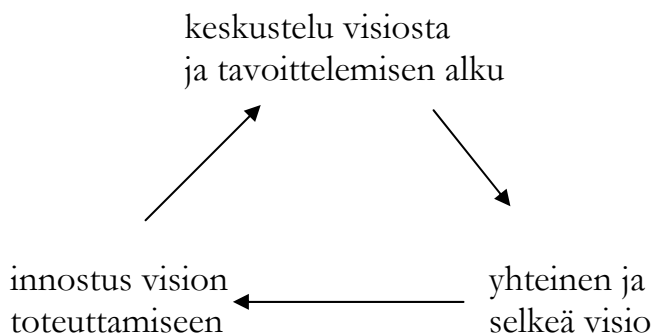 keskustelu visiosta
ja tavoittelemisen alku
innostus vision
toteuttamiseen
yhteinen ja
selkeä visio